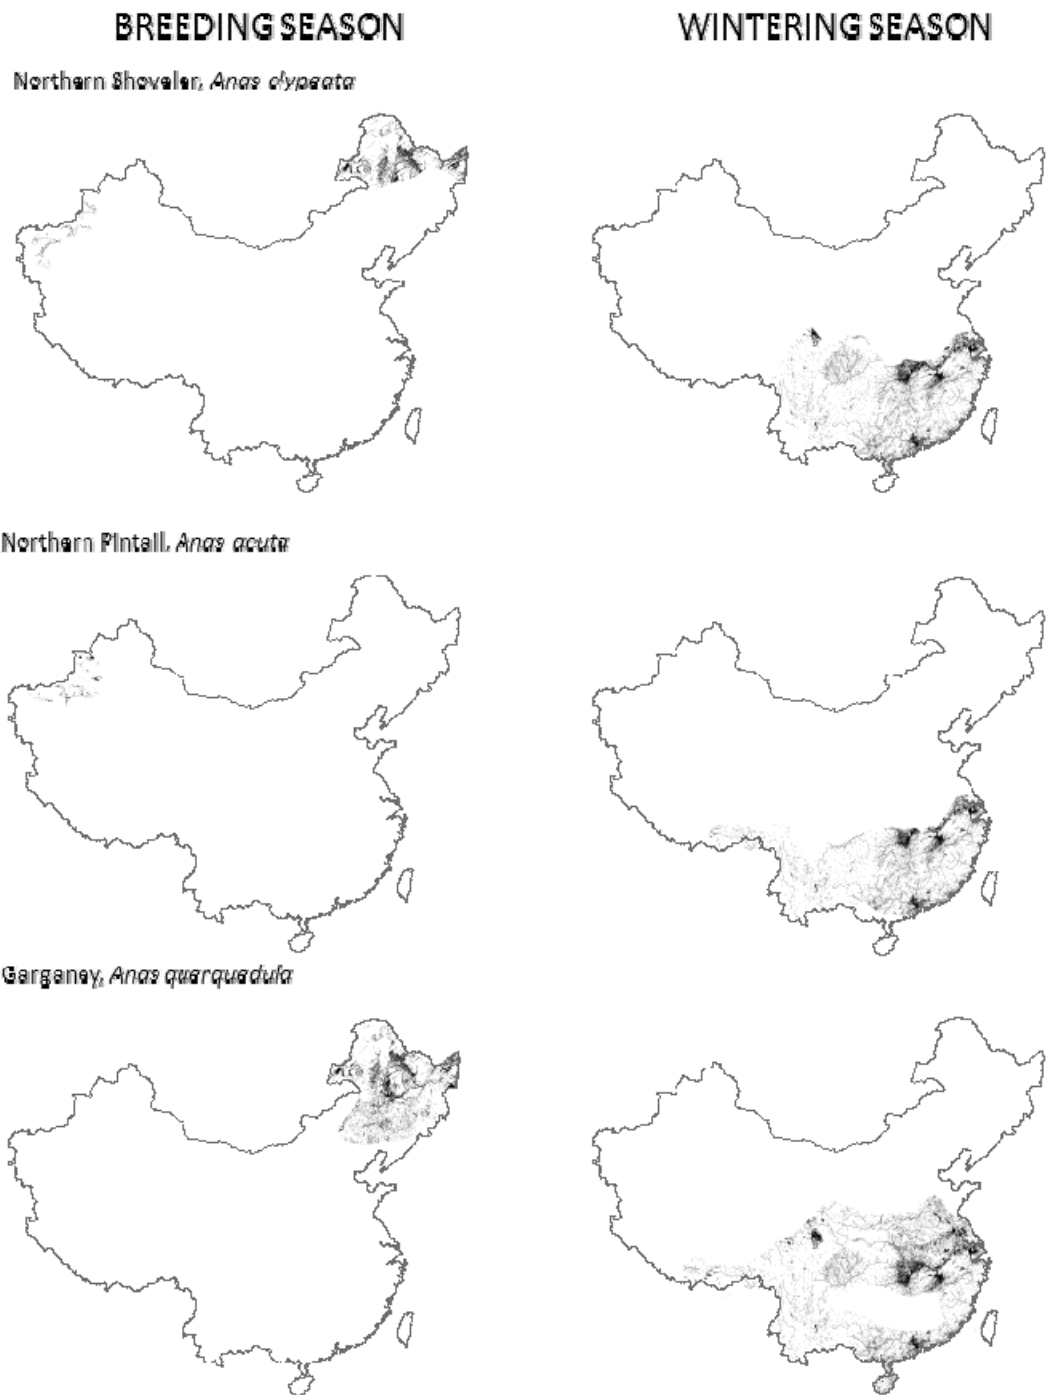 BREEDING SEASON WINTERING SEASON
Northern Shoveler, Anas clypeata
Northern Pintail, Anas acuta
Garganey, Anas querquedula